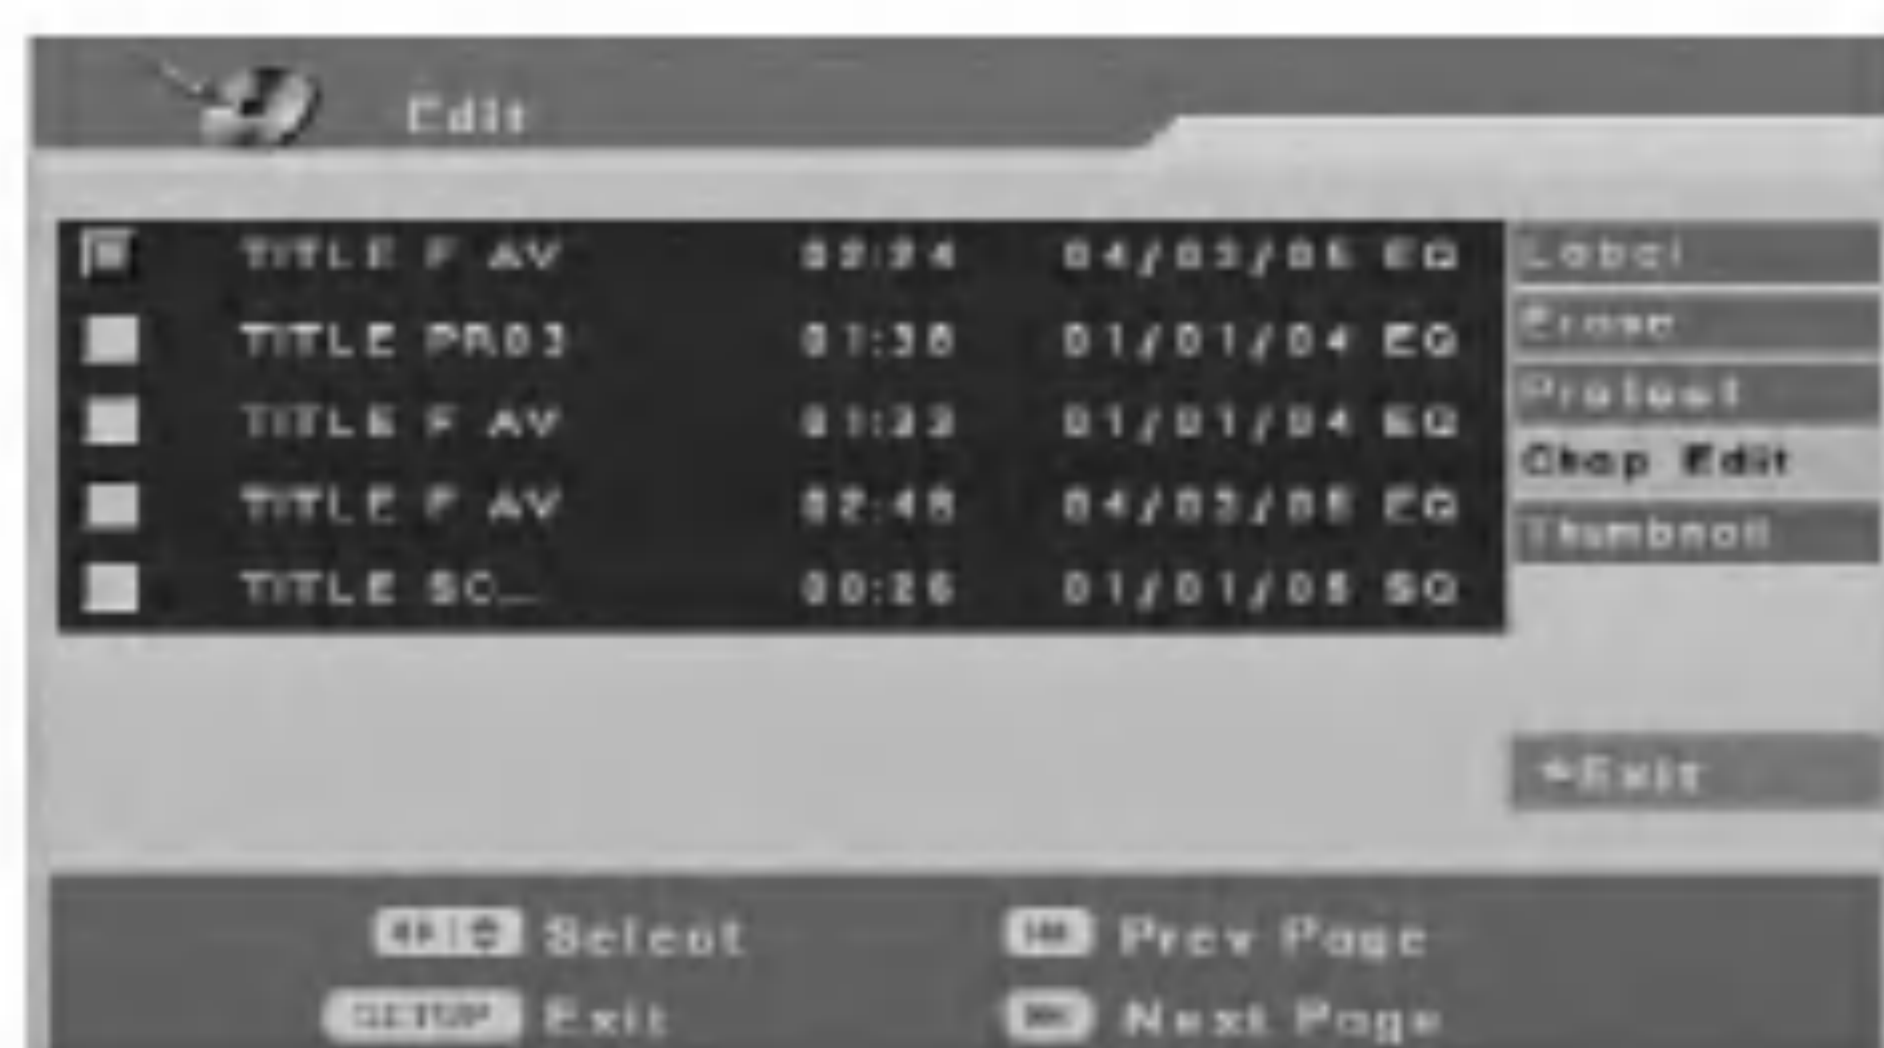 Edit
TITLE F AV 02:24 04/03/05 EQ
TITLE PR03 01:38 01/01/04 EQ
TITLE F AV 01:33 01/01/04 EQ
TITLE F AV 02:48 04/03/05 EQ
TITLE SC... 00:26 01/01/05 SQ
Label
Erase
Protect
Chap Edit
Thumbnail
Exit
Select
Prev Page
SETUP Exit
Next Page